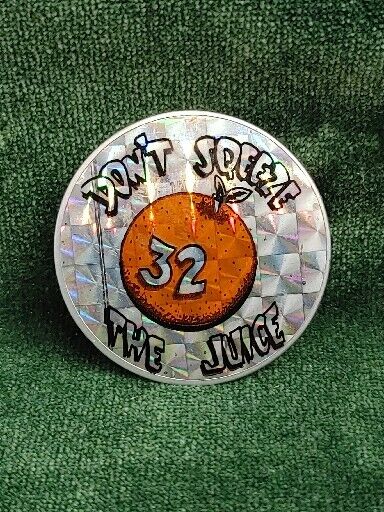 DON'T SQEEZE
32
THE JUICE